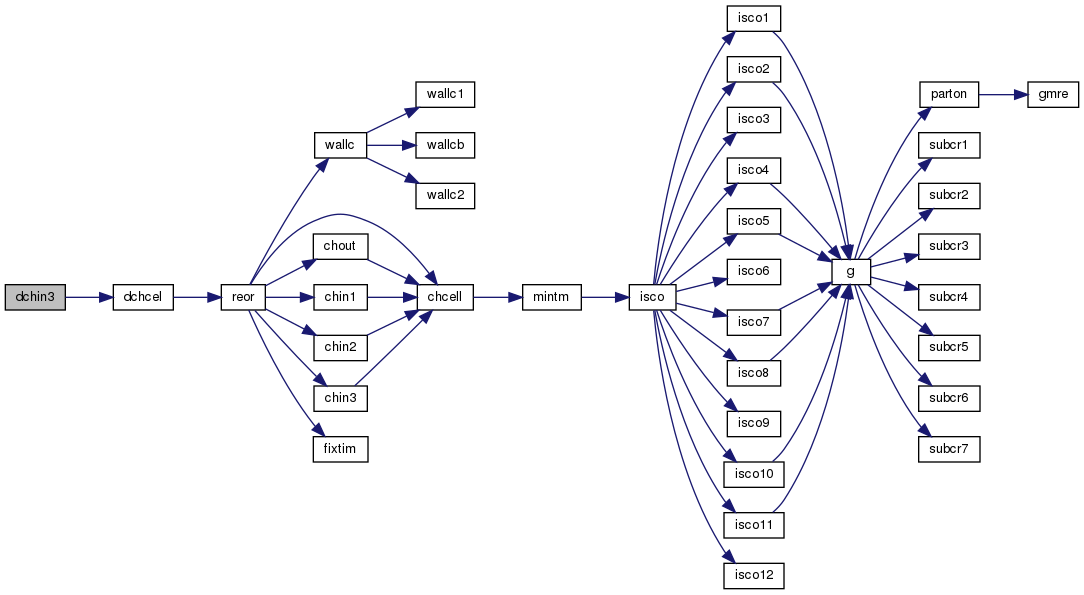 dchin3
dchcel
reor
wallc
chout
chin1
chin2
chin3
fixtim
wallc1
wallcb
wallc2
chcell
mintm
isco
isco1
isco2
isco3
isco4
isco5
isco6
isco7
isco8
isco9
isco10
isco11
isco12
g
parton
subcr1
subcr2
subcr3
subcr4
subcr5
subcr6
subcr7
gmre